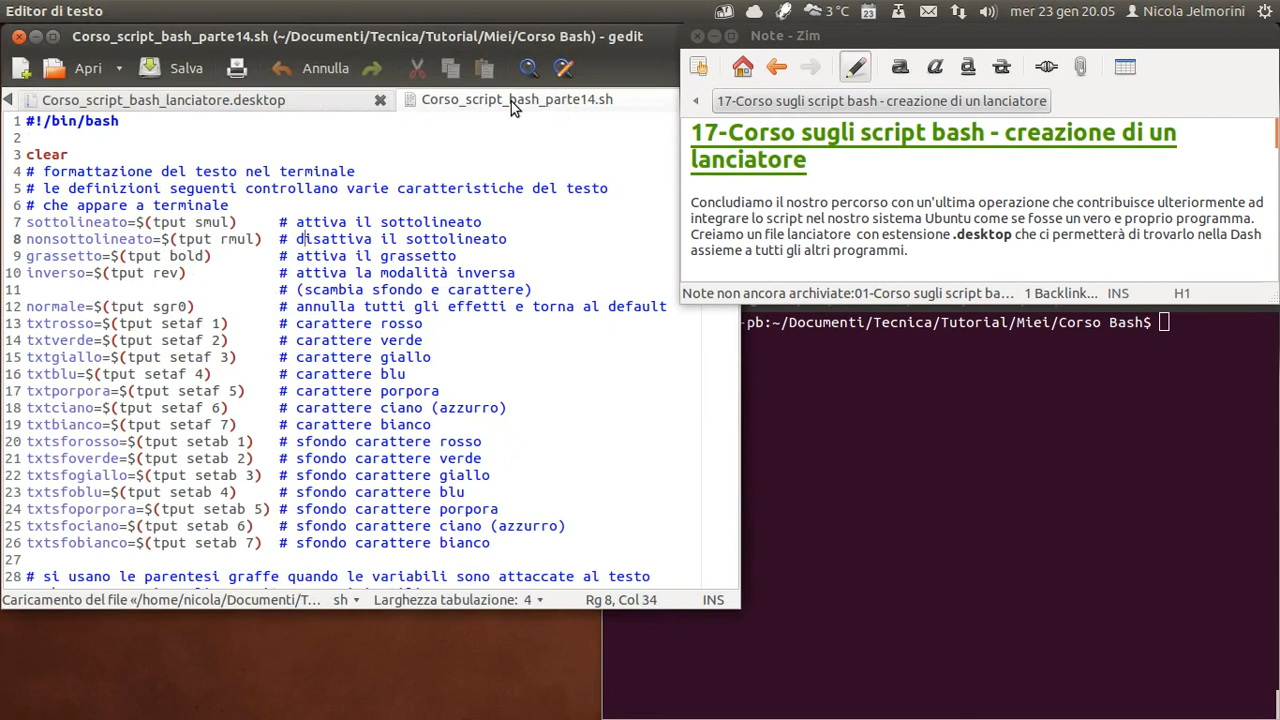 Editor di testo
3 °C
23
mer 23 gen 20.05
Nicola Jelmorini
Corso_script_bash_parte14.sh (~/Documenti/Tecnica/Tutorial/Miei/Corso Bash) - gedit
Apri
Salva
Annulla
Corso_script_bash_lanciatore.desktop
Corso_script_bash_parte14.sh
1 #!/bin/bash
2
3 clear
4 # formattazione del testo nel terminale
5 # le definizioni seguenti controllano varie caratteristiche del testo
6 # che appare a terminale
7 sottolineato=$(tput smul) # attiva il sottolineato
8 nonsottolineato=$(tput rmul) # disattiva il sottolineato
9 grassetto=$(tput bold) # attiva il grassetto
10 inverso=$(tput rev) # attiva la modalità inversa
11 # (scambia sfondo e carattere)
12 normale=$(tput sgr0) # annulla tutti gli effetti e torna al default
13 txtrosso=$(tput setaf 1) # carattere rosso
14 txtverde=$(tput setaf 2) # carattere verde
15 txtgiallo=$(tput setaf 3) # carattere giallo
16 txtblu=$(tput setaf 4) # carattere blu
17 txtporpora=$(tput setaf 5) # carattere porpora
18 txtciano=$(tput setaf 6) # carattere ciano (azzurro)
19 txtbianco=$(tput setaf 7) # carattere bianco
20 txtsforosso=$(tput setab 1) # sfondo carattere rosso
21 txtsfoverde=$(tput setab 2) # sfondo carattere verde
22 txtsfogiallo=$(tput setab 3) # sfondo carattere giallo
23 txtsfoblu=$(tput setab 4) # sfondo carattere blu
24 txtsfoporpora=$(tput setab 5) # sfondo carattere porpora
25 txtsfociano=$(tput setab 6) # sfondo carattere ciano (azzurro)
26 txtsfobianco=$(tput setab 7) # sfondo carattere bianco
27
28 # si usano le parentesi graffe quando le variabili sono attaccate al testo
Caricamento del file «/home/nicola/Documenti/T... sh Larghezza tabulazione: 4 Rg 8, Col 34 INS
Note - Zim
17-Corso sugli script bash - creazione di un lanciatore
17-Corso sugli script bash - creazione di un
lanciatore
Concludiamo il nostro percorso con un'ultima operazione che contribuisce ulteriormente ad
integrare lo script nel nostro sistema Ubuntu come se fosse un vero e proprio programma.
Creiamo un file lanciatore con estensione .desktop che ci permetterà di trovarlo nella Dash
assieme a tutti gli altri programmi.
Note non ancora archiviate:01-Corso sugli script ba... 1 Backlink... INS H1
-pb:~/Documenti/Tecnica/Tutorial/Miei/Corso Bash$